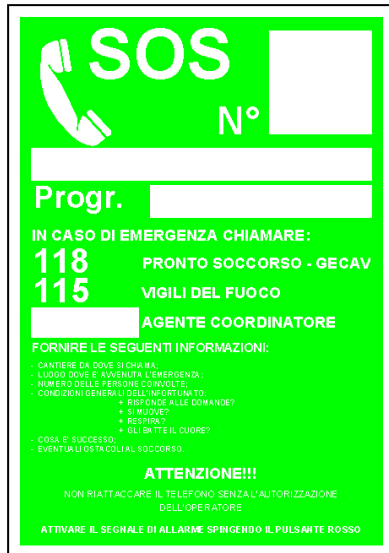 SOS
N°
Progr.
IN CASO DI EMERGENZA CHIAMARE:
118 PRONTO SOCCORSO - GECAV
115 VIGILI DEL FUOCO
AGENTE COORDINATORE
FORNIRE LE SEGUENTI INFORMAZIONI:
- CANTIERE DA DOVE SI CHIAMA;
- LUOGO DOVE E' AVVENUTA L'EMERGENZA;
- NUMERO DELLE PERSONE COINVOLTE;
- CONDIZIONI GENERALI DELL'INFORTUNATO:
+ RISPONDE ALLE DOMANDE?
+ SI MUOVE?
+ RESPIRA?
+ GLI BATTE IL CUORE?
- COSA E' SUCCESSO;
- EVENTUALI OSTACOLI AL SOCCORSO.
ATTENZIONE!!!
NON RIATTACCARE IL TELEFONO SENZA L'AUTORIZZAZIONE
DELL'OPERATORE
ATTIVARE IL SEGNALE DI ALLARME SPINGENDO IL PULSANTE ROSSO